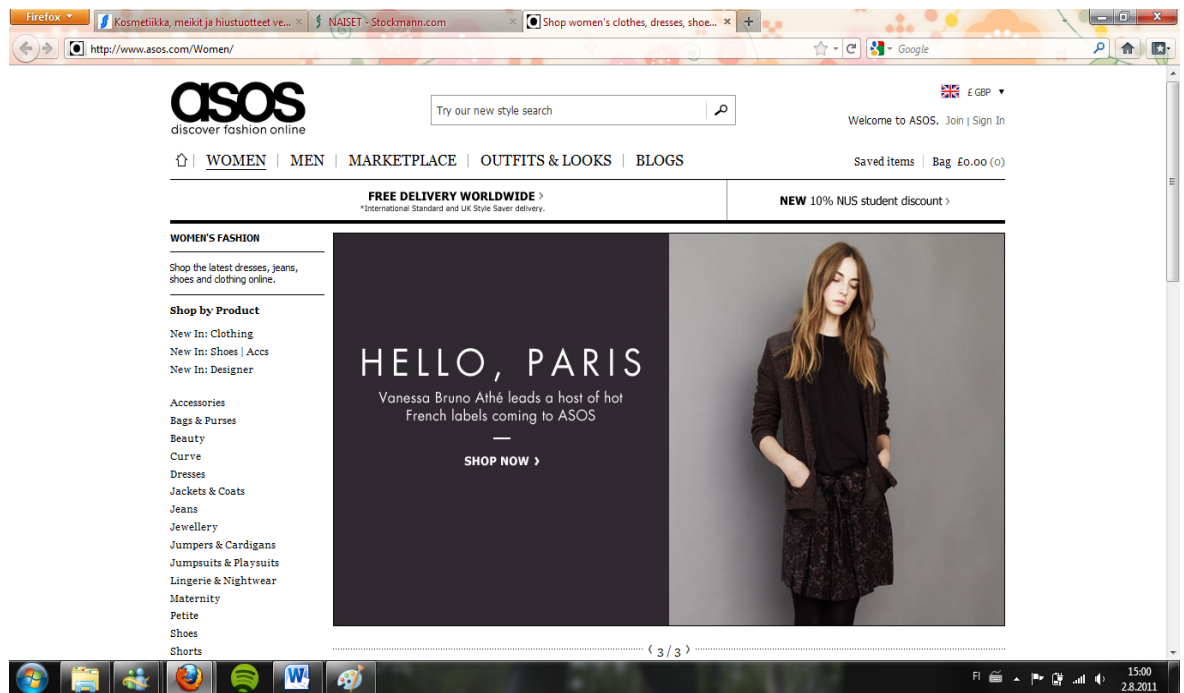 Firefox
Kosmetiikka, meikit ja hiustuotteet ve...
NAISET - Stockmann.com
Shop women's clothes, dresses, shoe...
http://www.asos.com/Women/
Google
asos
discover fashion online
Try our new style search
£ GBP
Welcome to ASOS. Join | Sign In
WOMEN | MEN | MARKETPLACE | OUTFITS & LOOKS | BLOGS
Saved items | Bag £0.00 (0)
FREE DELIVERY WORLDWIDE >
*International Standard and UK Style Saver delivery.
NEW 10% NUS student discount >
WOMEN'S FASHION
Shop the latest dresses, jeans,
shoes and clothing online.
Shop by Product
New In: Clothing
New In: Shoes | Accs
New In: Designer
Accessories
Bags & Purses
Beauty
Curve
Dresses
Jackets & Coats
Jeans
Jewellery
Jumpers & Cardigans
Jumpsuits & Playsuits
Lingerie & Nightwear
Maternity
Petite
Shoes
Shorts
HELLO, PARIS
Vanessa Bruno Athé leads a host of hot
French labels coming to ASOS
SHOP NOW >
< 3 / 3 >
FI
15:00
2.8.2011